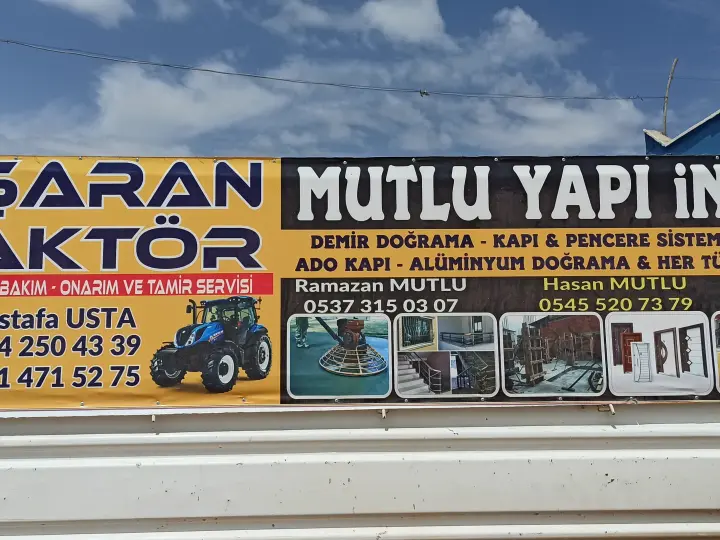 ŞARAN
AKTÖR
BAKIM - ONARIM VE TAMİR SERVİSİ
stafa USTA
4 250 43 39
1 471 52 75
MUTLU YAPI iN
DEMİR DOĞRAMA - KAPI & PENCERE SİSTEM
ADO KAPI - ALÜMİNYUM DOĞRAMA & HER TÜ
Ramazan MUTLU
0537 315 03 07
Hasan MUTLU
0545 520 73 79